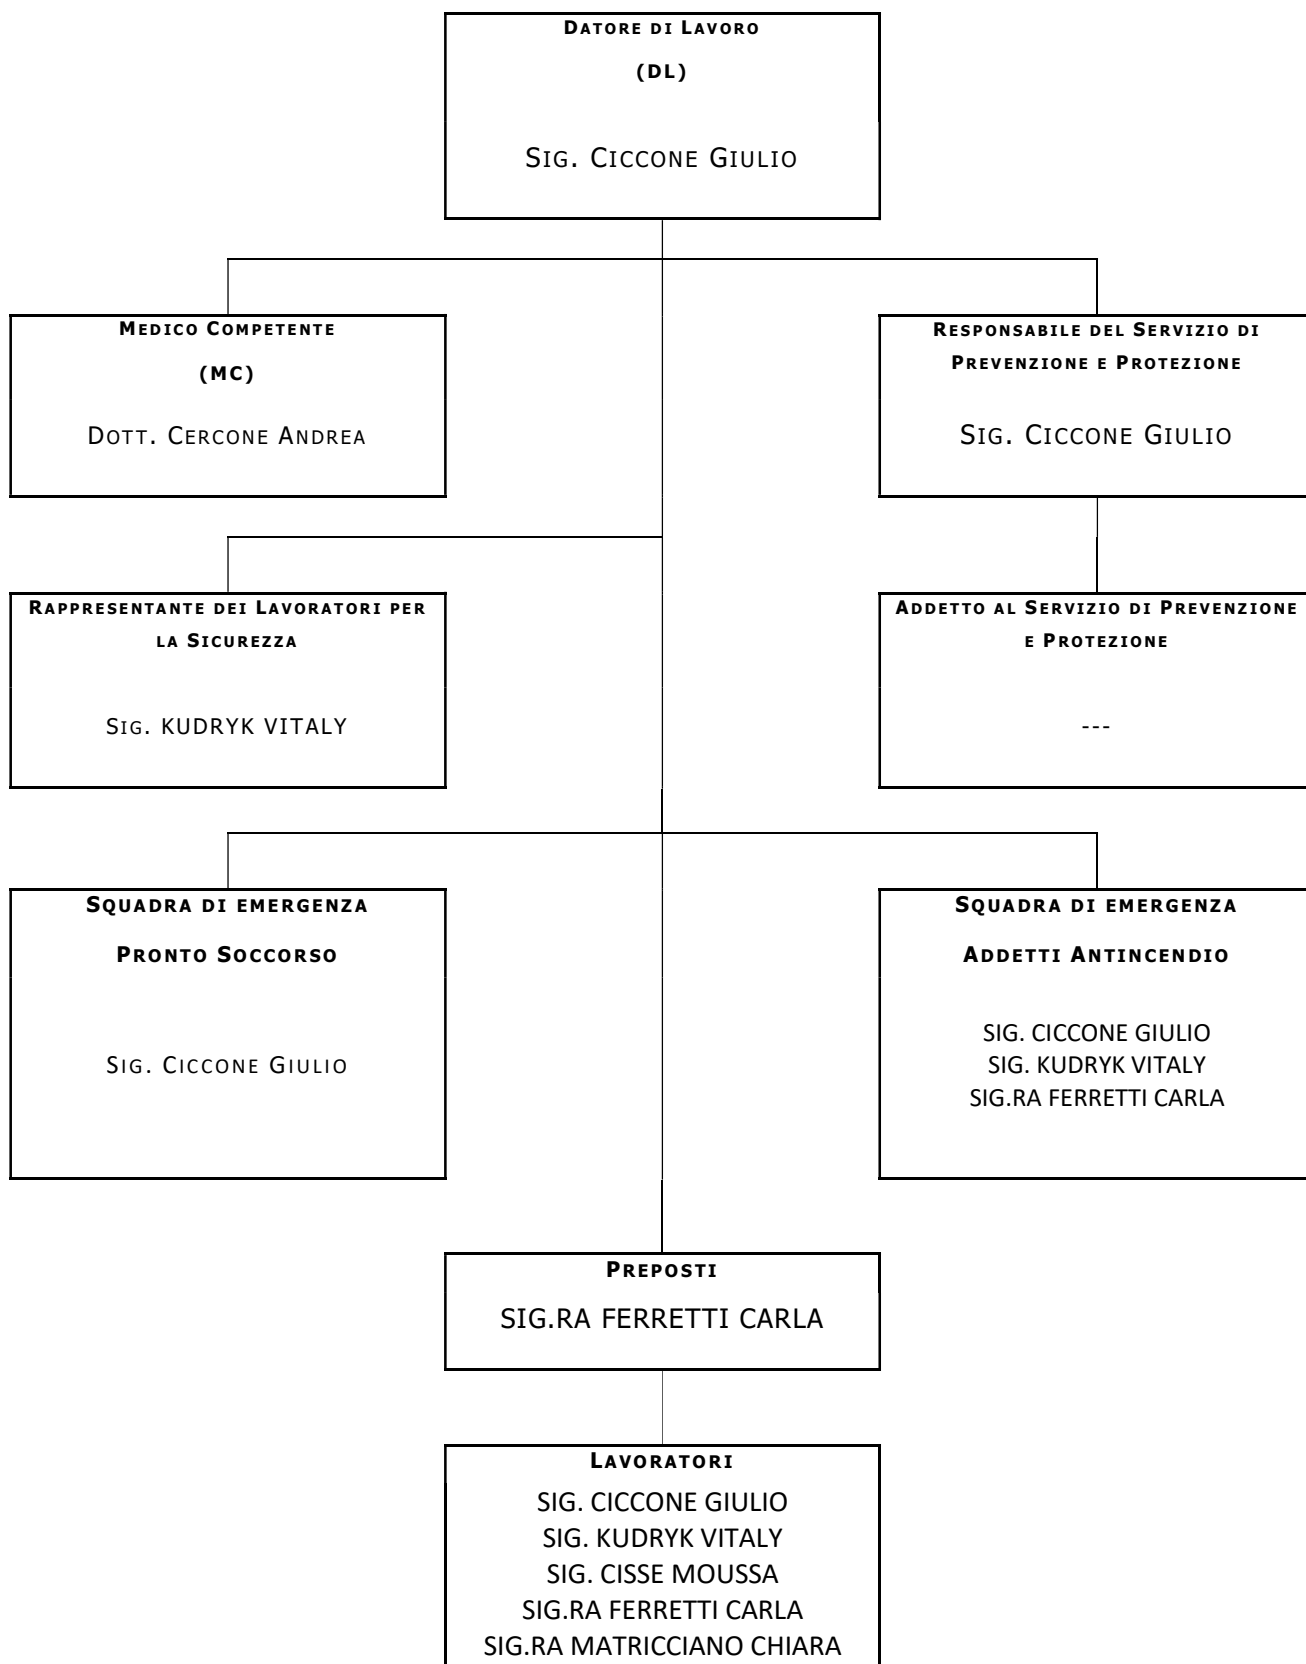 DATORE DI LAVORO
(DL)
SIG. CICCONE GIULIO
MEDICO COMPETENTE
(MC)
DOTT. CERCONE ANDREA
RESPONSABILE DEL SERVIZIO DI
PREVENZIONE E PROTEZIONE
SIG. CICCONE GIULIO
RAPPRESENTANTE DEI LAVORATORI PER
LA SICUREZZA
SIG. KUDRYK VITALY
ADDETTO AL SERVIZIO DI PREVENZIONE
E PROTEZIONE
---
SQUADRA DI EMERGENZA
PRONTO SOCCORSO
SIG. CICCONE GIULIO
SQUADRA DI EMERGENZA
ADDETTI ANTINCENDIO
SIG. CICCONE GIULIO
SIG. KUDRYK VITALY
SIG.RA FERRETTI CARLA
PREPOSTI
SIG.RA FERRETTI CARLA
LAVORATORI
SIG. CICCONE GIULIO
SIG. KUDRYK VITALY
SIG. CISSE MOUSSA
SIG.RA FERRETTI CARLA
SIG.RA MATRICCIANO CHIARA